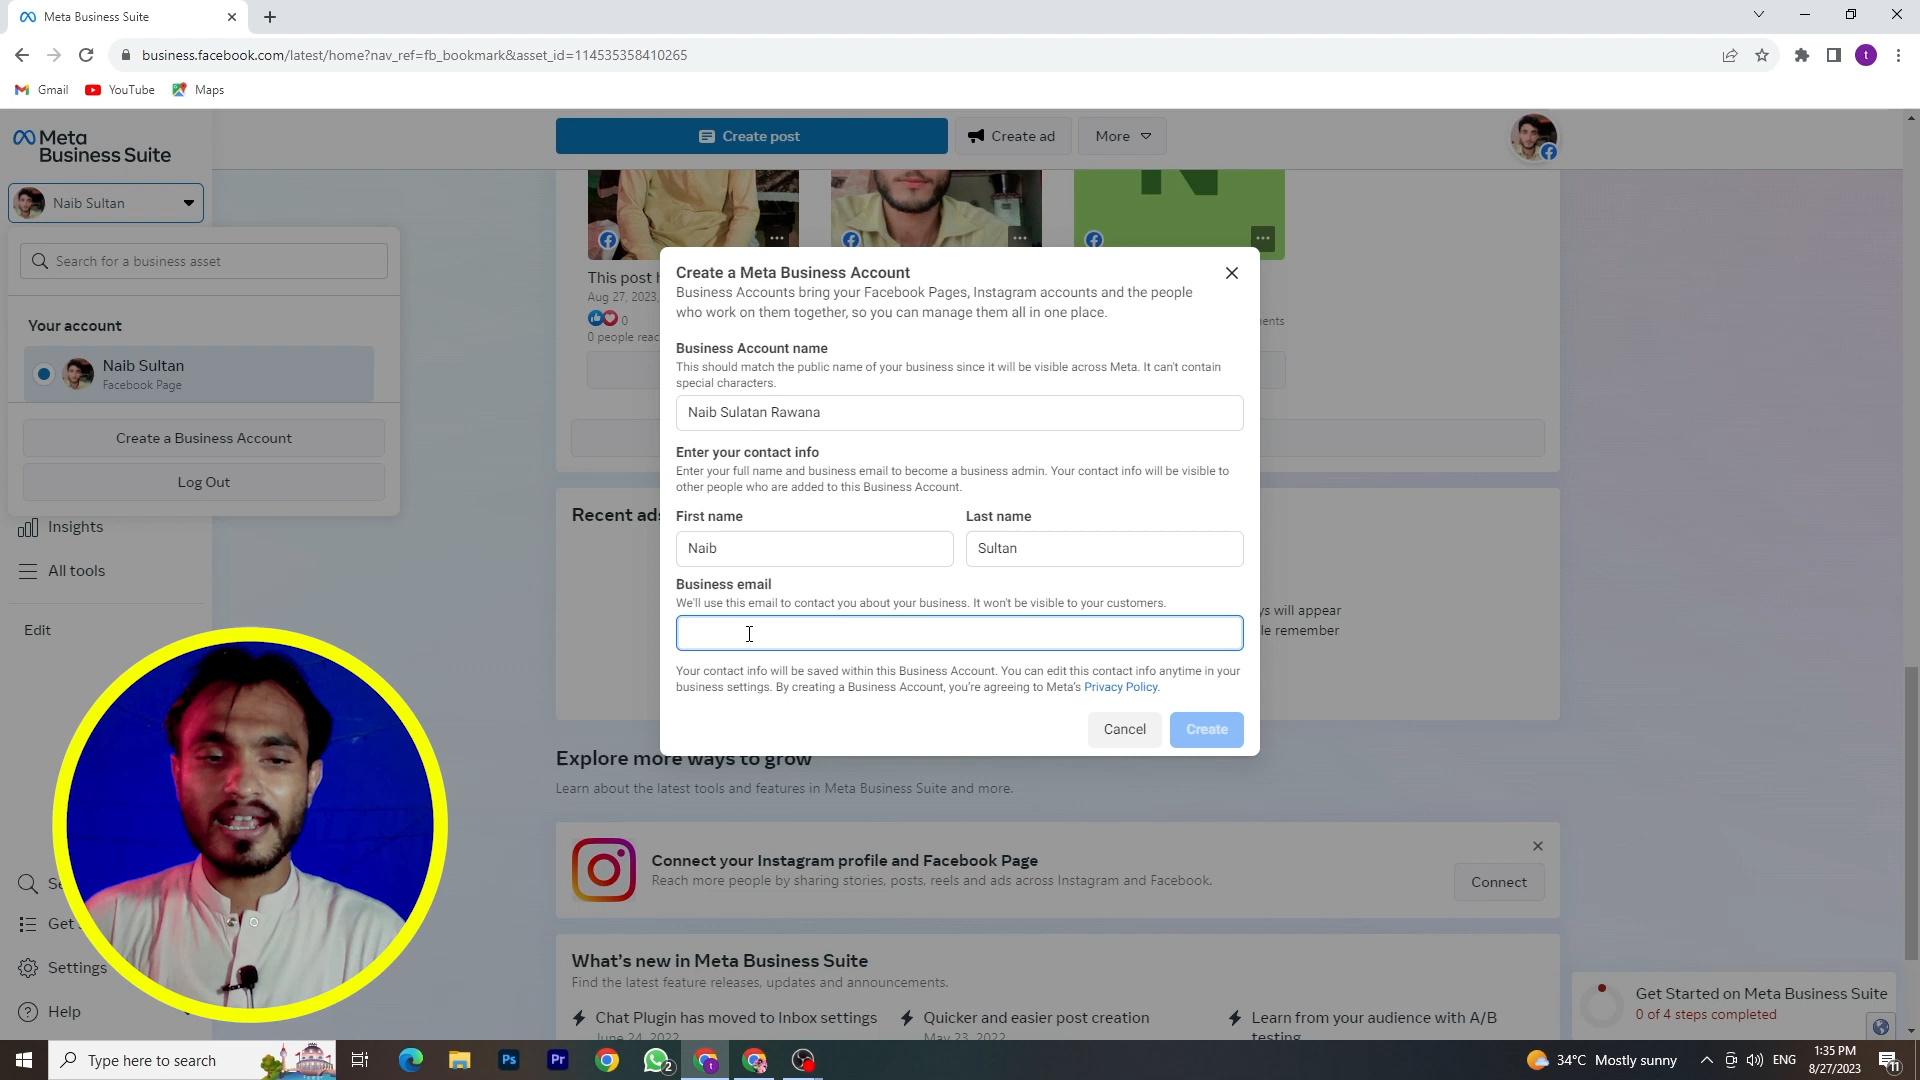 Meta Business Suite
business.facebook.com/latest/home?nav_ref=fb_bookmark&asset_id=114535358410265
t
Gmail
YouTube
Maps
Meta
Business Suite
Create post
Create ad
More
Naib Sultan
Search for a business asset
Your account
Naib Sultan
Facebook Page
Create a Business Account
Log Out
Insights
All tools
Edit
Settings
Help
This post
Aug 27, 2023,
0
0 people
Recent ads
Create a Meta Business Account
Business Accounts bring your Facebook Pages, Instagram accounts and the people
who work on them together, so you can manage them all in one place.
Business Account name
This should match the public name of your business since it will be visible across Meta. It can't contain
special characters.
Naib Sulatan Rawana
Enter your contact info
Enter your full name and business email to become a business admin. Your contact info will be visible to
other people who are added to this Business Account.
First name
Last name
Naib
Sultan
Business email
We'll use this email to contact you about your business. It won't be visible to your customers.
Your contact info will be saved within this Business Account. You can edit this contact info anytime in your
business settings. By creating a Business Account, you're agreeing to Meta's Privacy Policy.
Cancel
Create
will appear
remember
Explore more ways to grow
Learn about the latest tools and features in Meta Business Suite and more.
Connect your Instagram profile and Facebook Page
Reach more people by sharing stories, posts, reels and ads across Instagram and Facebook.
Connect
What's new in Meta Business Suite
Find the latest feature releases, updates and announcements.
Chat Plugin has moved to Inbox settings
June 24, 2022
Quicker and easier post creation
May 23, 2022
Learn from your audience with A/B
testing
Get Started on Meta Business Suite
0 of 4 steps completed
Type here to search
Ps
Pr
2
t
34°C Mostly sunny
ENG
1:35 PM
8/27/2023
11